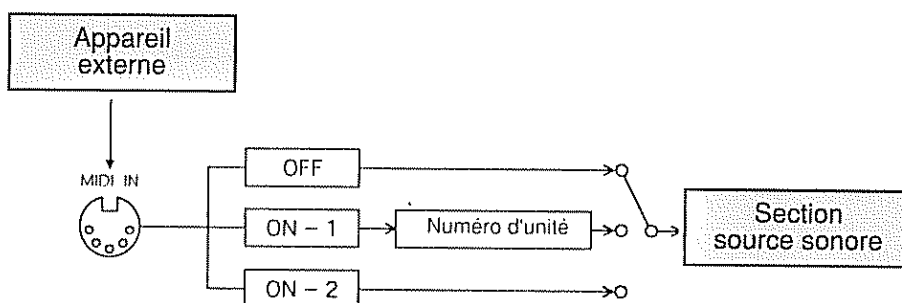 Appareil
externe
MIDI IN
OFF
ON – 1
Numéro d'unité
ON – 2
Section
source sonore